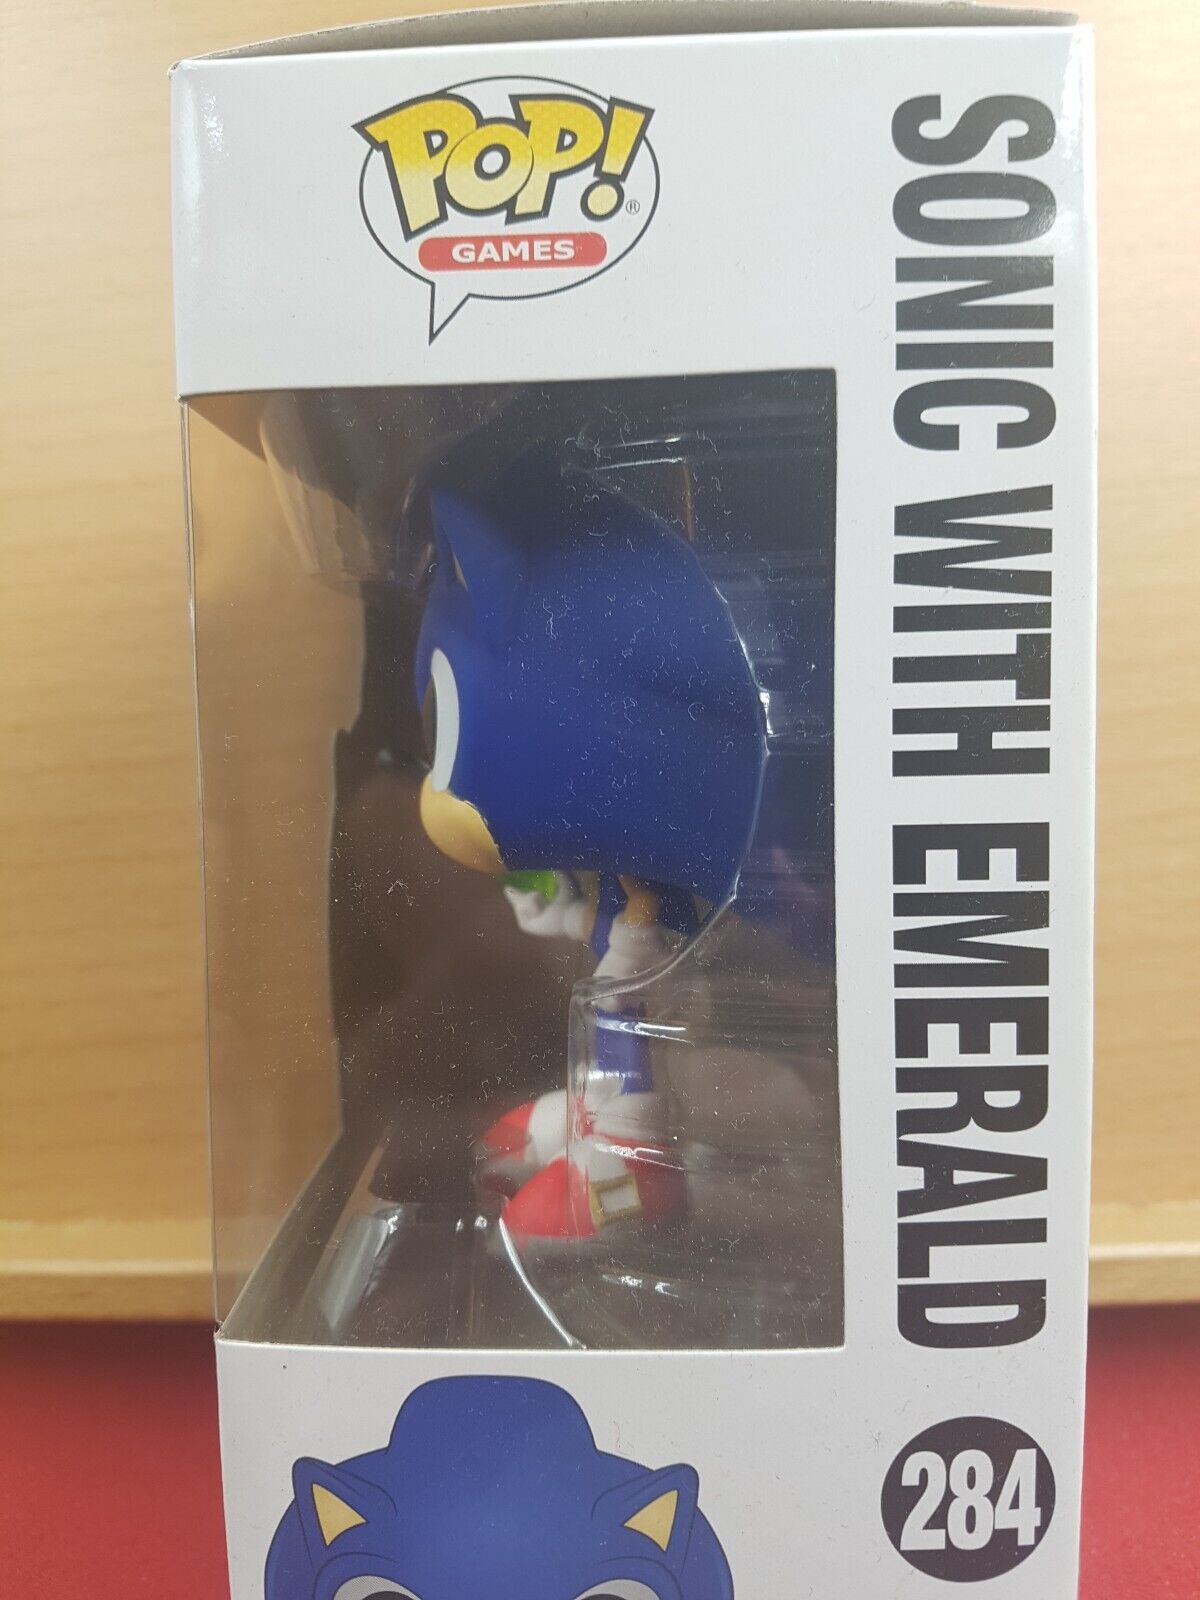 POP!
®
GAMES
SONIC WITH EMERALD
284